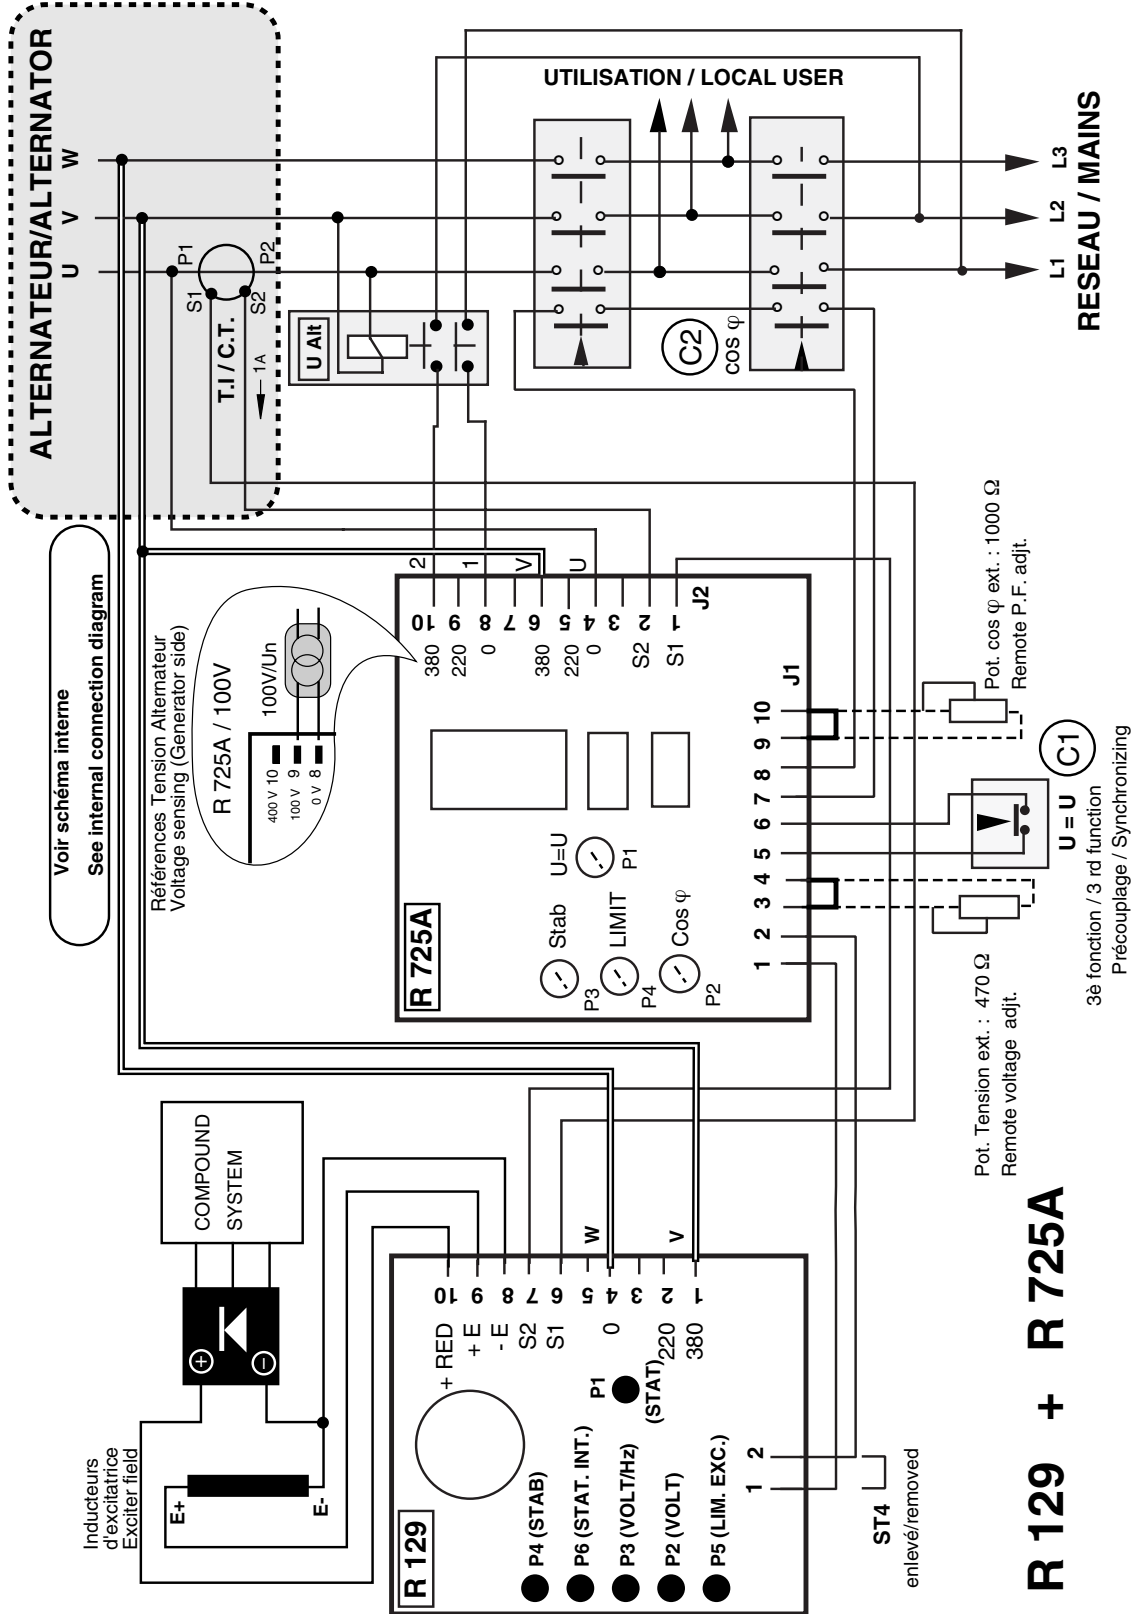 ALTERNATEUR/ALTERNATOR
U V W
P1
P2
S1
S2
T.I / C.T.
1A
Voir schéma interne
See internal connection diagram
Références Tension Alternateur
Voltage sensing (Generator side)
R 725A / 100V
100V/Un
400 V 10
100 V 9
0 V 8
U Alt
UTILISATION / LOCAL USER
C2
cos φ
L1 L2 L3
RESEAU / MAINS
R 725A
2
1
V
U
10 9 8 7 6 5 4 3 2 1
380
220
0
380
220
0
S2
S1
J2
J1
Stab
P3
LIMIT
P4
Cos φ
P2
U=U
P1
1 2 3 4 5 6 7 8 9 10
Pot. cos φ ext. : 1000 Ω
Remote P.F. adjt.
C1
U = U
3è fonction / 3 rd function
Précouplage / Synchronizing
Pot. Tension ext. : 470 Ω
Remote voltage adjt.
COMPOUND
SYSTEM
+
–
Inducteurs
d'excitatrice
Exciter field
E+
E-
R 129
W
V
10 9 8 7 6 5 4 3 2 1
+ RED
+ E
- E
S2
S1
0
220
380
P1
(STAT)
P4 (STAB)
P6 (STAT. INT.)
P3 (VOLT/Hz)
P2 (VOLT)
P5 (LIM. EXC.)
1 2
ST4
enlevé/removed
R 129 + R 725A